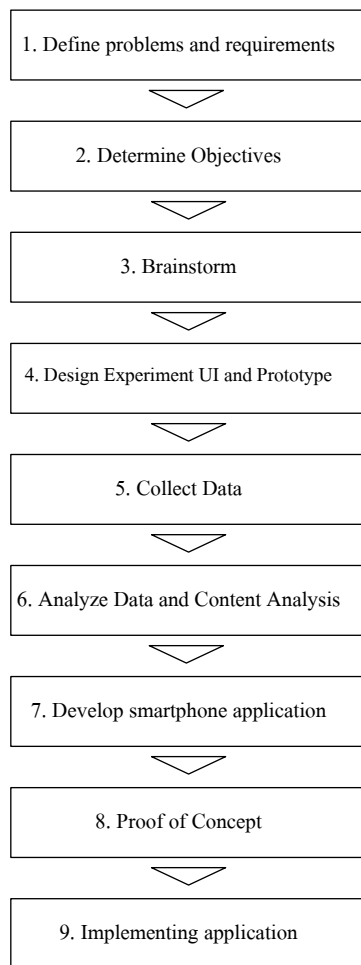 1. Define problems and requirements
2. Determine Objectives
3. Brainstorm
4. Design Experiment UI and Prototype
5. Collect Data
6. Analyze Data and Content Analysis
7. Develop smartphone application
8. Proof of Concept
9. Implementing application